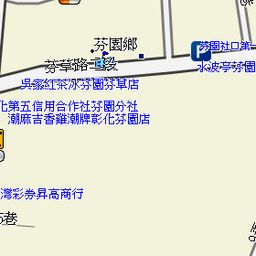 芬園鄉
芬園社口第一
芬草路二段
水波亭芬園
吳家紅茶冰芬園芬草店
化第五信用合作社芬園分社
潮麻吉香雞潮牌彰化芬園店
灣彩券昇高商行
巷